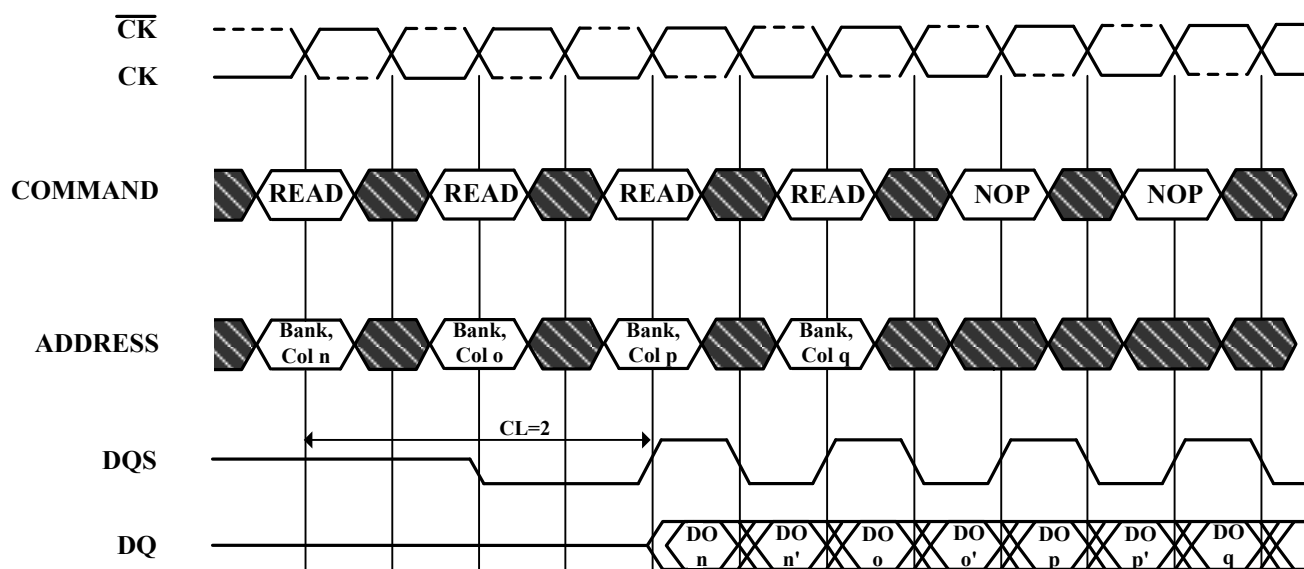 CK
CK
COMMAND READ READ READ READ NOP NOP
ADDRESS Bank, Col n Bank, Col o Bank, Col p Bank, Col q
CL=2
DQS
DQ DO n DO n' DO o DO o' DO p DO p' DO q